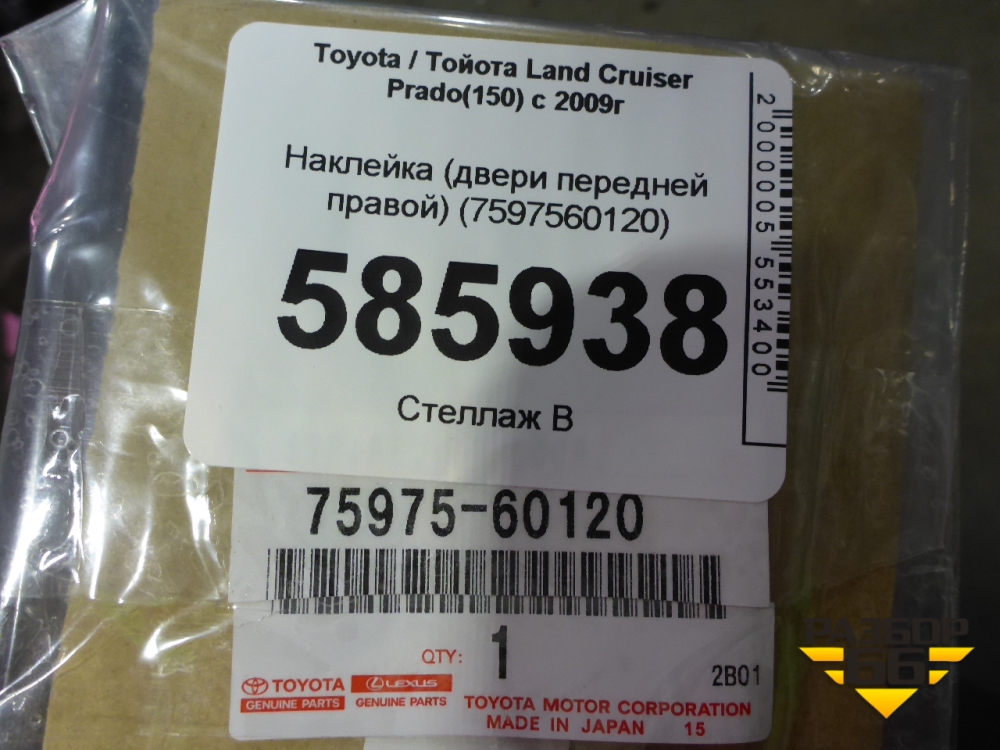 Toyota / Тойота Land Cruiser
Prado(150) с 2009г
Наклейка (двери передней
правой) (7597560120)
585938
Стеллаж В
2000005553400
75975-60120
QTY: 1
2B01
TOYOTA
GENUINE PARTS
LEXUS
GENUINE PARTS
TOYOTA MOTOR CORPORATION
MADE IN JAPAN 15
РАЗБОР
66